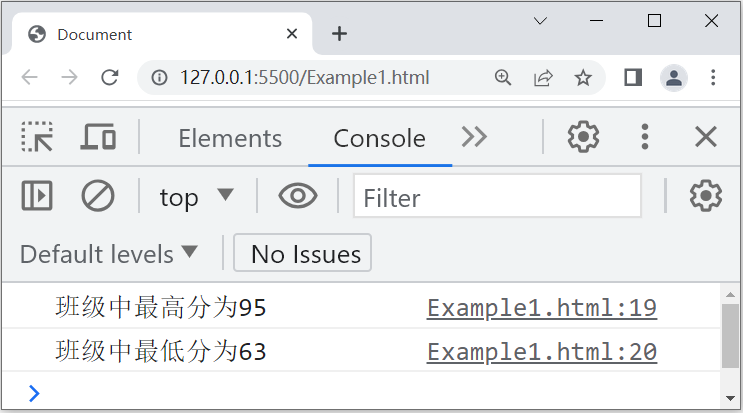 Document
127.0.0.1:5500/Example1.html
Elements Console
top Filter
Default levels No Issues
班级中最高分为95 Example1.html:19
班级中最低分为63 Example1.html:20